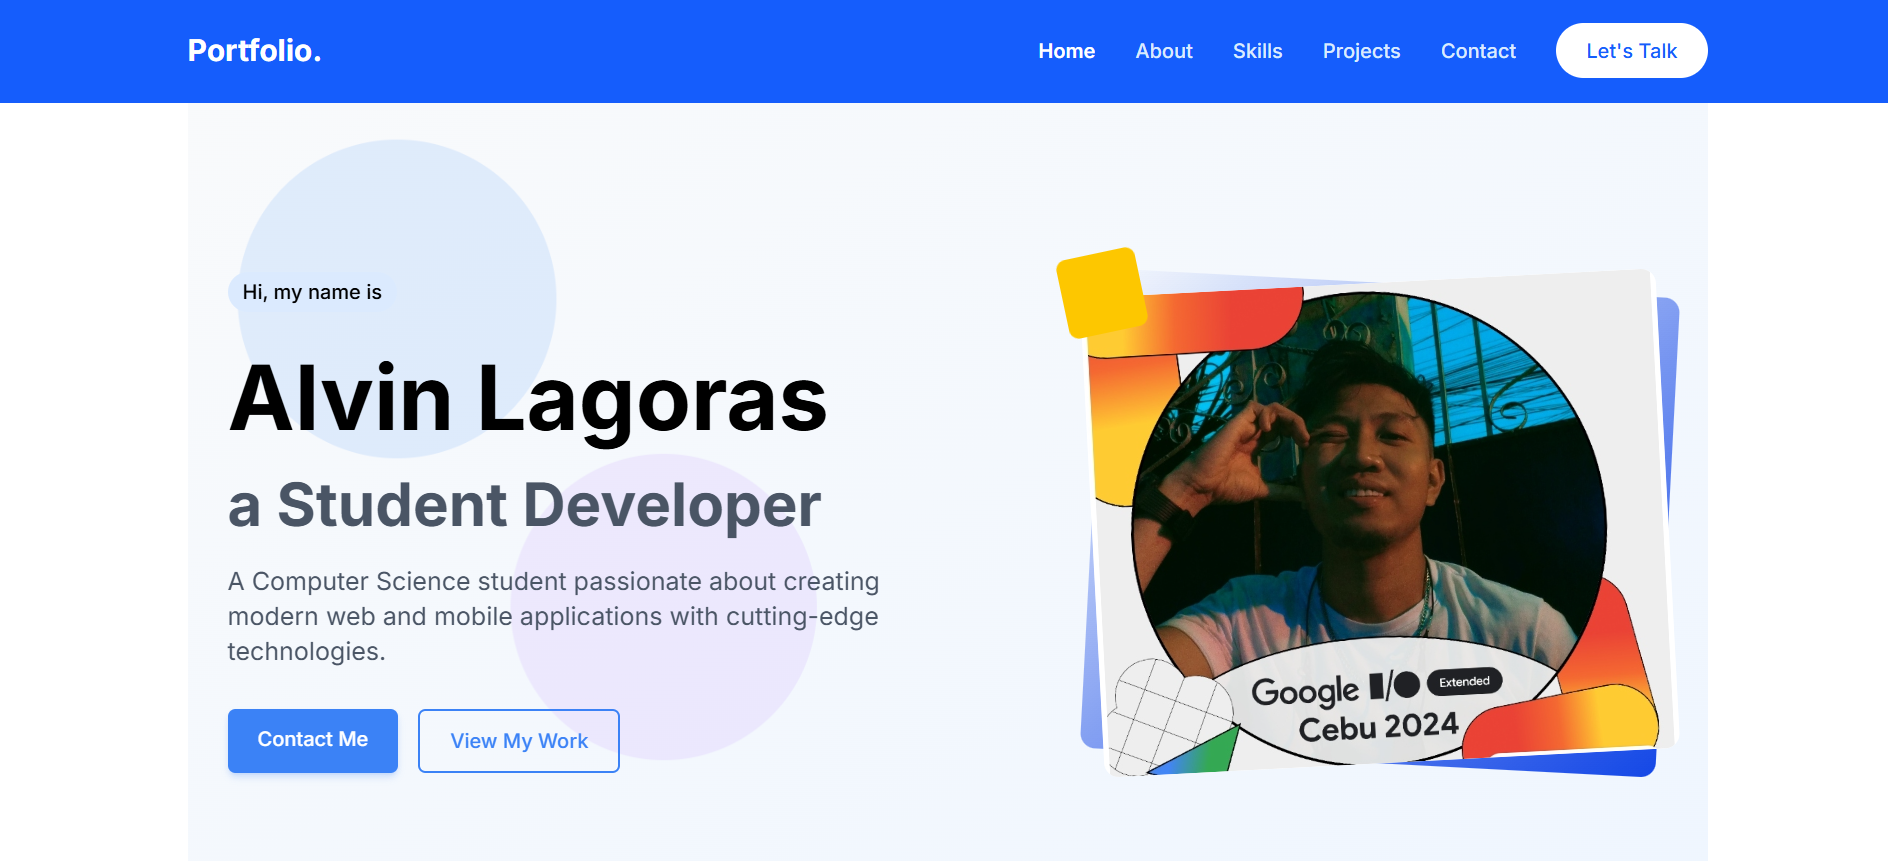 Portfolio.
Home
About
Skills
Projects
Contact
Let's Talk
Hi, my name is
Alvin Lagoras
a Student Developer
A Computer Science student passionate about creating
modern web and mobile applications with cutting-edge
technologies.
Contact Me
View My Work
Google I/O Extended
Cebu 2024